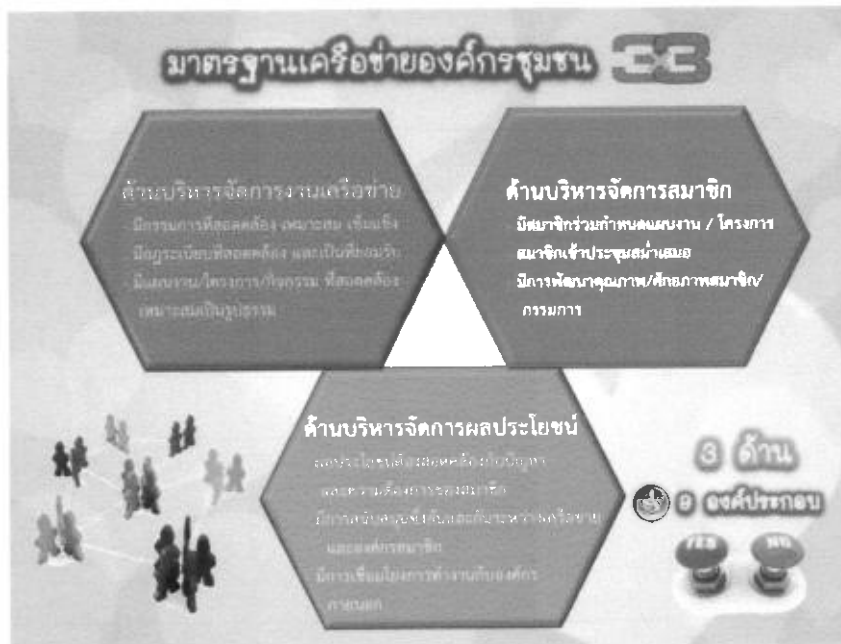 มาตรฐานเครือข่ายองค์กรชุมชน 3x3
ด้านบริหารจัดการงานเครือข่าย
- มีกรรมการที่สอดคล้อง เหมาะสม เข้มแข็ง
- มีกฎระเบียบที่สอดคล้อง และเป็นที่ยอมรับ
- มีแผนงาน/โครงการ/กิจกรรม ที่สอดคล้อง
เหมาะสมเป็นรูปธรรม
ด้านบริหารจัดการสมาชิก
มีสมาชิกร่วมกำหนดแผนงาน / โครงการ
สมาชิกเข้าประชุมสม่ำเสมอ
มีการพัฒนาคุณภาพ/ศักยภาพสมาชิก/
กรรมการ
ด้านบริหารจัดการผลประโยชน์
ผลประโยชน์ต้องสอดคล้องกับปัญหา
และความต้องการของสมาชิก
มีการสนับสนุนซึ่งกันและกันระหว่างเครือข่าย
และองค์กรสมาชิก
มีการเชื่อมโยงการทำงานกับองค์กร
ภายนอก
3 ด้าน
9 องค์ประกอบ
YES NO